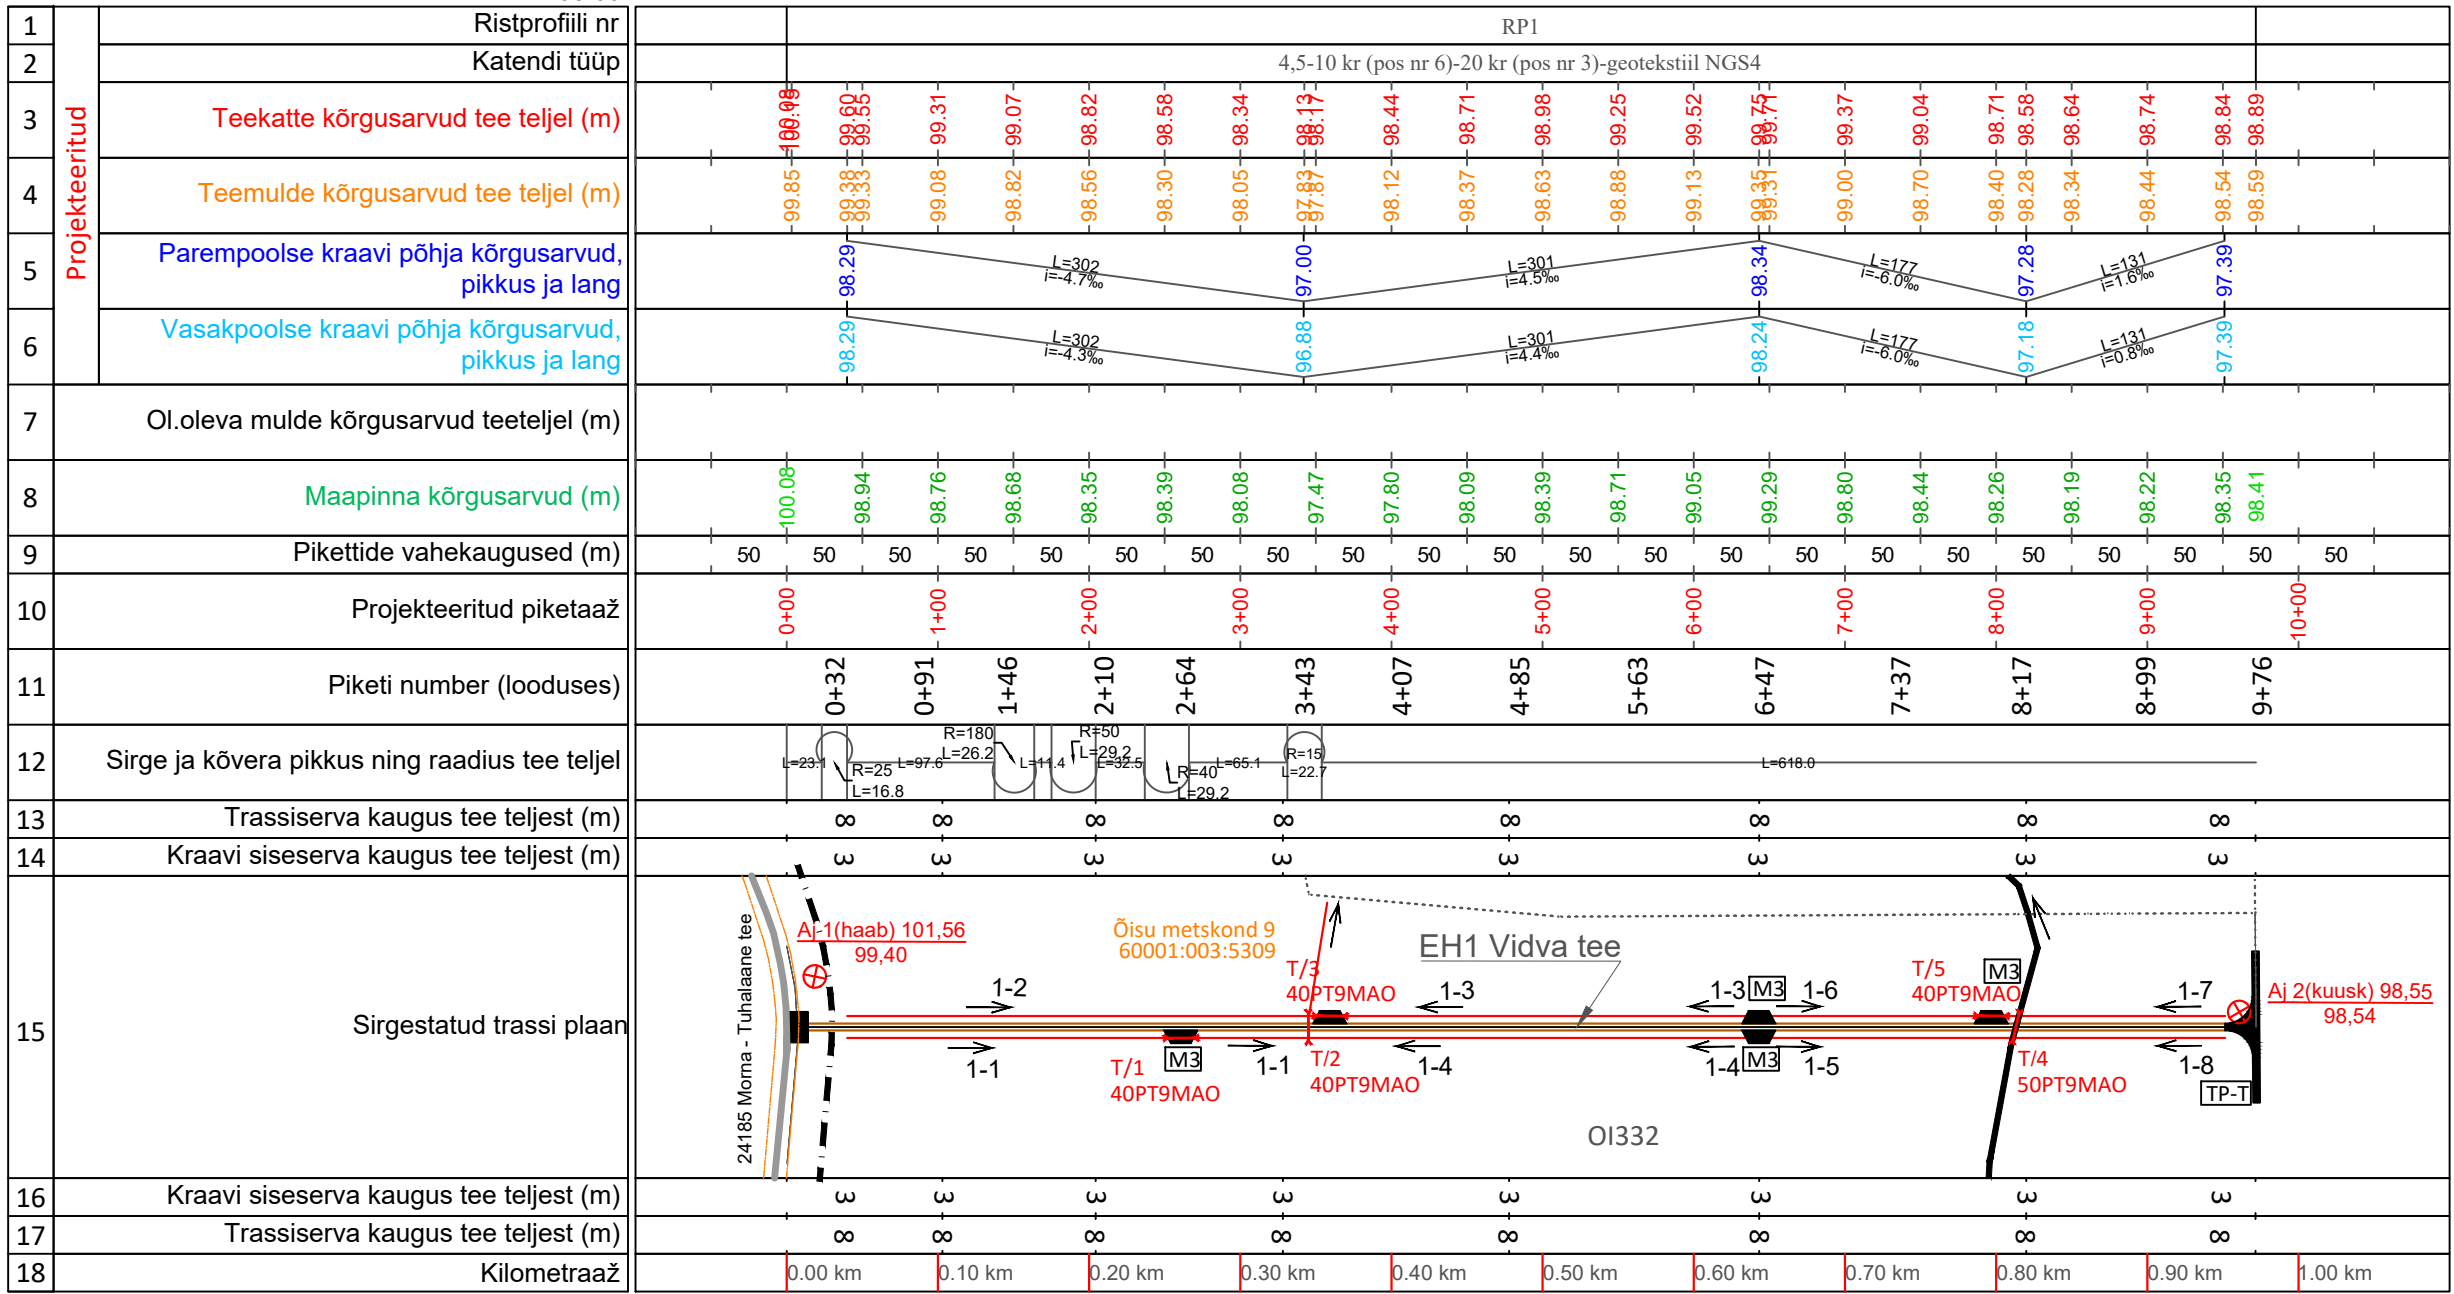 1 Ristprofiili nr RP1
2 Katendi tüüp 4,5-10 kr (pos nr 6)-20 kr (pos nr 3)-geotekstiil NGS4
Projekteeritud
3 Teekatte kõrgusarvud tee teljel (m) 100.08 99.60 99.55 99.31 99.07 98.82 98.58 98.34 98.13 98.17 98.44 98.71 98.98 99.25 99.52 99.75 99.71 99.37 99.04 98.71 98.58 98.64 98.74 98.84 98.89
4 Teemulde kõrgusarvud tee teljel (m) 99.85 99.38 99.33 99.08 98.82 98.56 98.30 98.05 97.83 97.87 98.12 98.37 98.63 98.88 99.13 99.35 99.31 99.00 98.70 98.40 98.28 98.34 98.44 98.54 98.59
5 Parempoolse kraavi põhja kõrgusarvud,
pikkus ja lang
98.29 L=302 i=-4.7‰ 97.00 L=301 i=4.5‰ 98.34 L=177 i=-6.0‰ 97.28 L=131 i=1.6‰ 97.39
6 Vasakpoolse kraavi põhja kõrgusarvud,
pikkus ja lang
98.29 L=302 i=-4.3‰ 96.88 L=301 i=4.4‰ 98.24 L=177 i=-6.0‰ 97.18 L=131 i=0.8‰ 97.39
7 Ol.oleva mulde kõrgusarvud teeteljel (m)
8 Maapinna kõrgusarvud (m) 100.08 98.94 98.76 98.68 98.35 98.39 98.08 97.47 97.80 98.09 98.39 98.71 99.05 99.29 98.80 98.44 98.26 98.19 98.22 98.35 98.41
9 Pikettide vahekaugused (m) 50 50 50 50 50 50 50 50 50 50 50 50 50 50 50 50 50 50 50 50 50 50
10 Projekteeritud piketaaž 0+00 1+00 2+00 3+00 4+00 5+00 6+00 7+00 8+00 9+00 10+00
11 Piketi number (looduses) 0+32 0+91 1+46 2+10 2+64 3+43 4+07 4+85 5+63 6+47 7+37 8+17 8+99 9+76
12 Sirge ja kõvera pikkus ning raadius tee teljel
L=23.1 R=25 L=16.8 L=97.6 R=180 L=26.2 L=11.4 R=50 L=29.2 L=32.5 R=40 L=29.2 L=65.1 R=15 L=22.7 L=618.0
13 Trassiserva kaugus tee teljest (m) 8 8 8 8 8 8 8 8
14 Kraavi siseserva kaugus tee teljest (m) 3 3 3 3 3 3 3 3
15 Sirgestatud trassi plaan
24185 Morna - Tuhalaane tee
Aj 1(haab) 101,56
99,40
Õisu metskond 9
60001:003:5309
EH1 Vidva tee
T/3
40PT9MAO
T/5
40PT9MAO
M3
Aj 2(kuusk) 98,55
98,54
1-2 1-3 1-3 M3 1-6 1-7
1-1 M3 1-1 1-4 1-4 M3 1-5 1-8
T/1
40PT9MAO
T/2
40PT9MAO
T/4
50PT9MAO
TP-T
OI332
16 Kraavi siseserva kaugus tee teljest (m) 3 3 3 3 3 3 3 3
17 Trassiserva kaugus tee teljest (m) 8 8 8 8 8 8 8 8
18 Kilometraaž 0.00 km 0.10 km 0.20 km 0.30 km 0.40 km 0.50 km 0.60 km 0.70 km 0.80 km 0.90 km 1.00 km